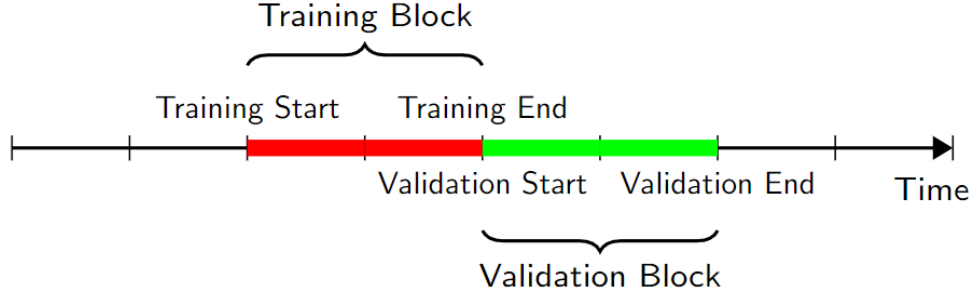 Training Block
Training Start
Training End
Validation Start
Validation End
Time
Validation Block